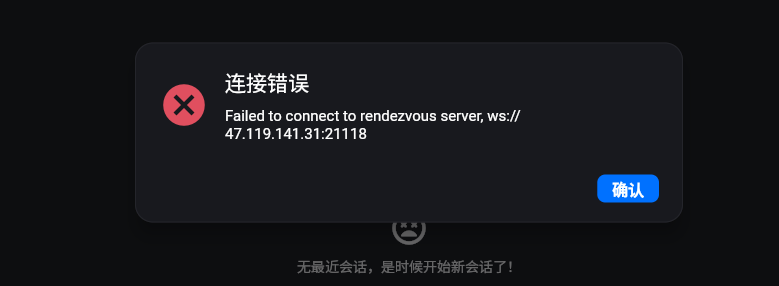 连接错误
Failed to connect to rendezvous server, ws://
47.119.141.31:21118
确认
无最近会话，是时候开始新会话了！